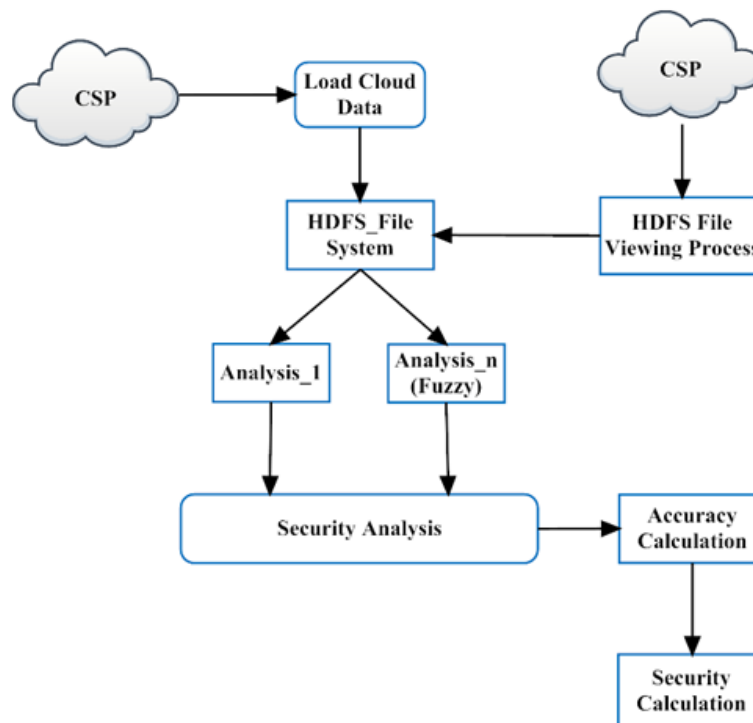 CSP
Load Cloud
Data
CSP
HDFS_File
System
HDFS File
Viewing Process
Analysis_1
Analysis_n
(Fuzzy)
Security Analysis
Accuracy
Calculation
Security
Calculation